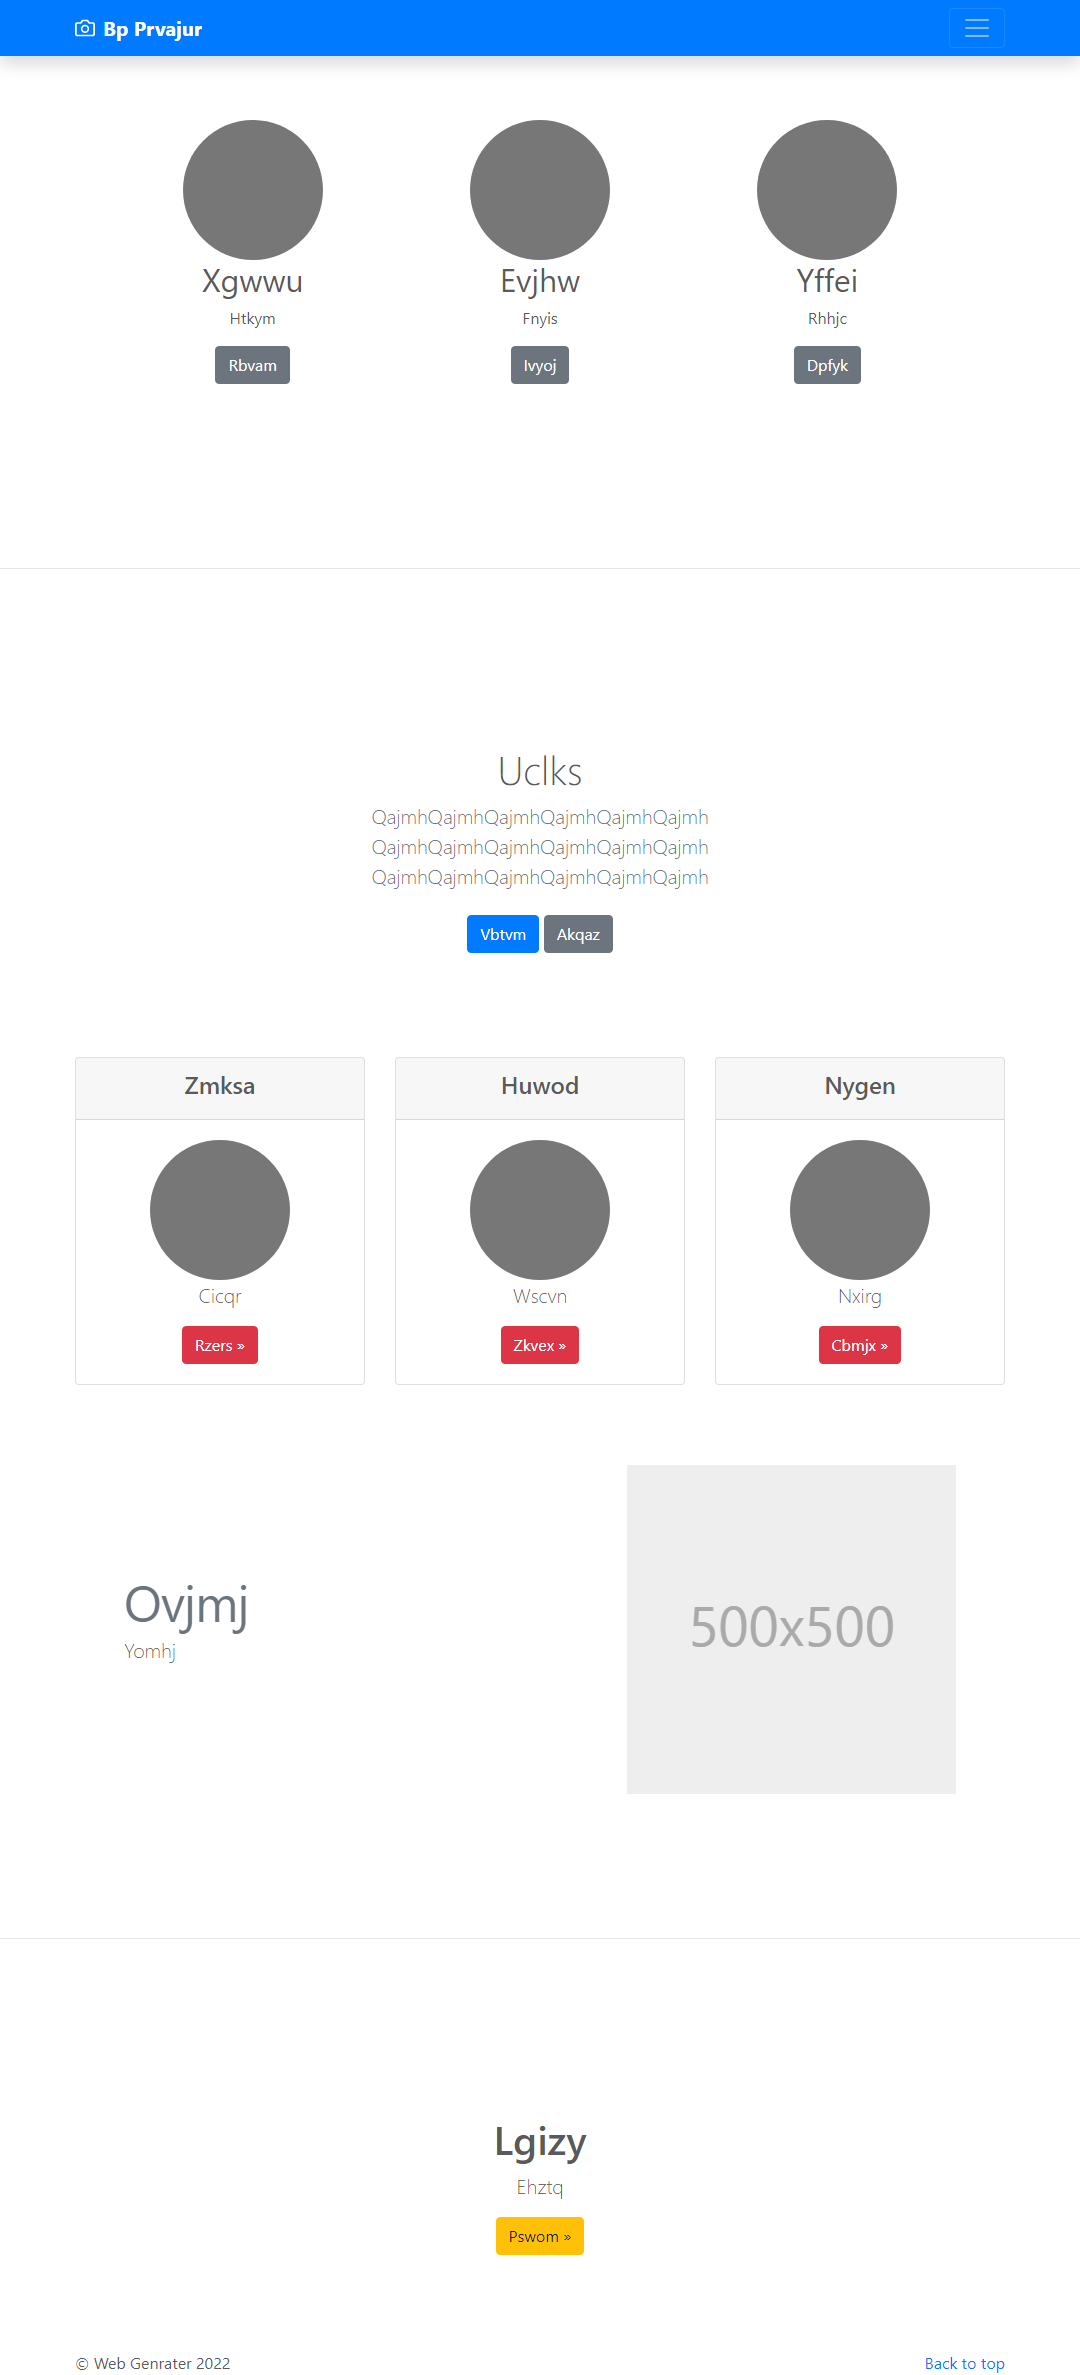 Bp Prvajur
Xgwwu
Evjhw
Yffei
Htkym
Fnyis
Rhhjc
Rbvam
Ivyoj
Dpfyk
Uclks
QajmhQajmhQajmhQajmhQajmhQajmh
QajmhQajmhQajmhQajmhQajmhQajmh
QajmhQajmhQajmhQajmhQajmhQajmh
Vbtvm
Akqaz
Zmksa
Huwod
Nygen
Cicqr
Wscvn
Nxirg
Rzers »
Zkvex »
Cbmjx »
Ovjmj
Yomhj
500x500
Lgizy
Ehztq
Pswom »
© Web Genrater 2022
Back to top